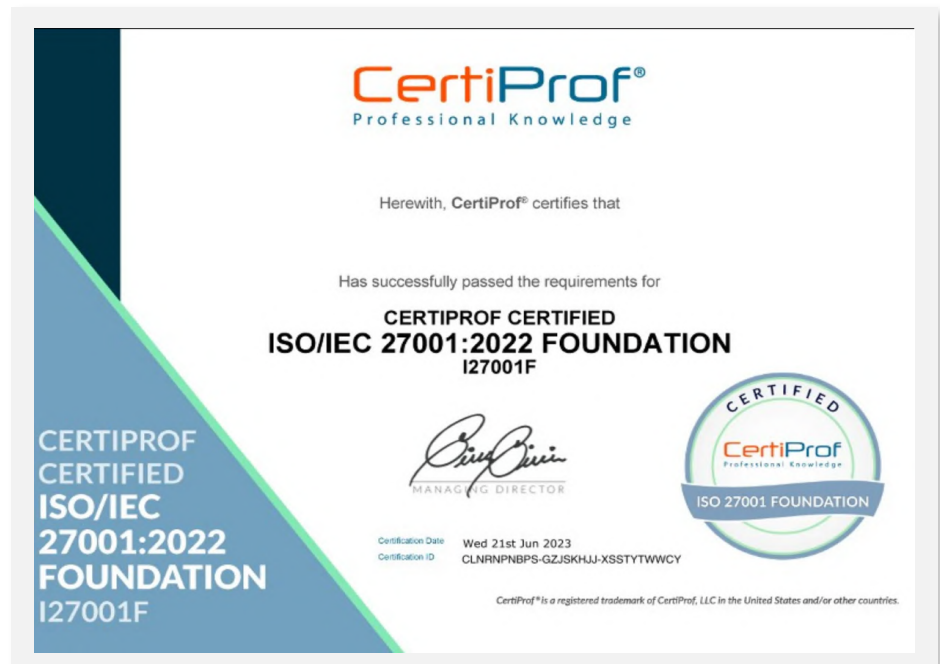 CertiProf®
Professional Knowledge
Herewith, CertiProf® certifies that
Has successfully passed the requirements for
CERTIPROF CERTIFIED
ISO/IEC 27001:2022 FOUNDATION
I27001F
MANAGING DIRECTOR
Certification Date Wed 21st Jun 2023
Certification ID CLNRNPNBPS-GZJSKHJJ-XSSTYTWWCY
CERTIFIED
CertiProf
Professional Knowledge
ISO 27001 FOUNDATION
CERTIPROF
CERTIFIED
ISO/IEC
27001:2022
FOUNDATION
I27001F
CertiProf® is a registered trademark of CertiProf, LLC in the United States and/or other countries.